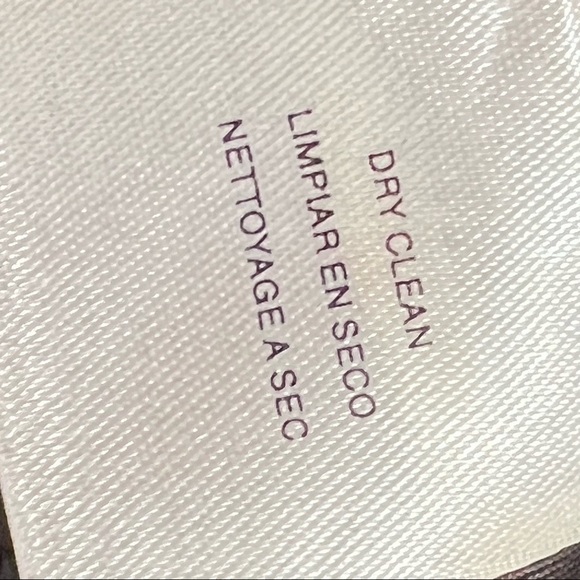 DRY CLEAN
LIMPIAR EN SECO
NETTOYAGE A SEC